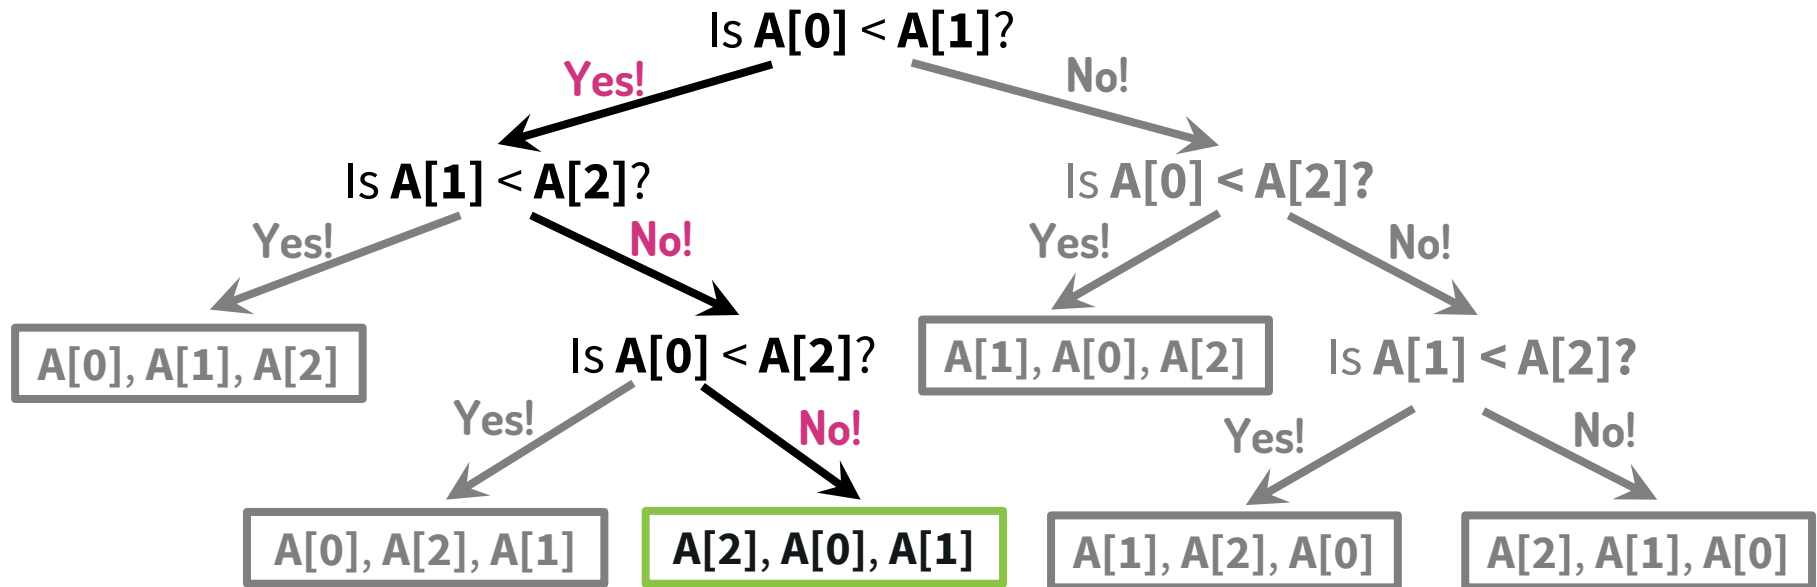 Is A[0] < A[1]?
Yes!
No!
Is A[1] < A[2]?
Is A[0] < A[2]?
Yes!
No!
Yes!
No!
A[0], A[1], A[2]
Is A[0] < A[2]?
A[1], A[0], A[2]
Is A[1] < A[2]?
Yes!
No!
Yes!
No!
A[0], A[2], A[1]
A[2], A[0], A[1]
A[1], A[2], A[0]
A[2], A[1], A[0]